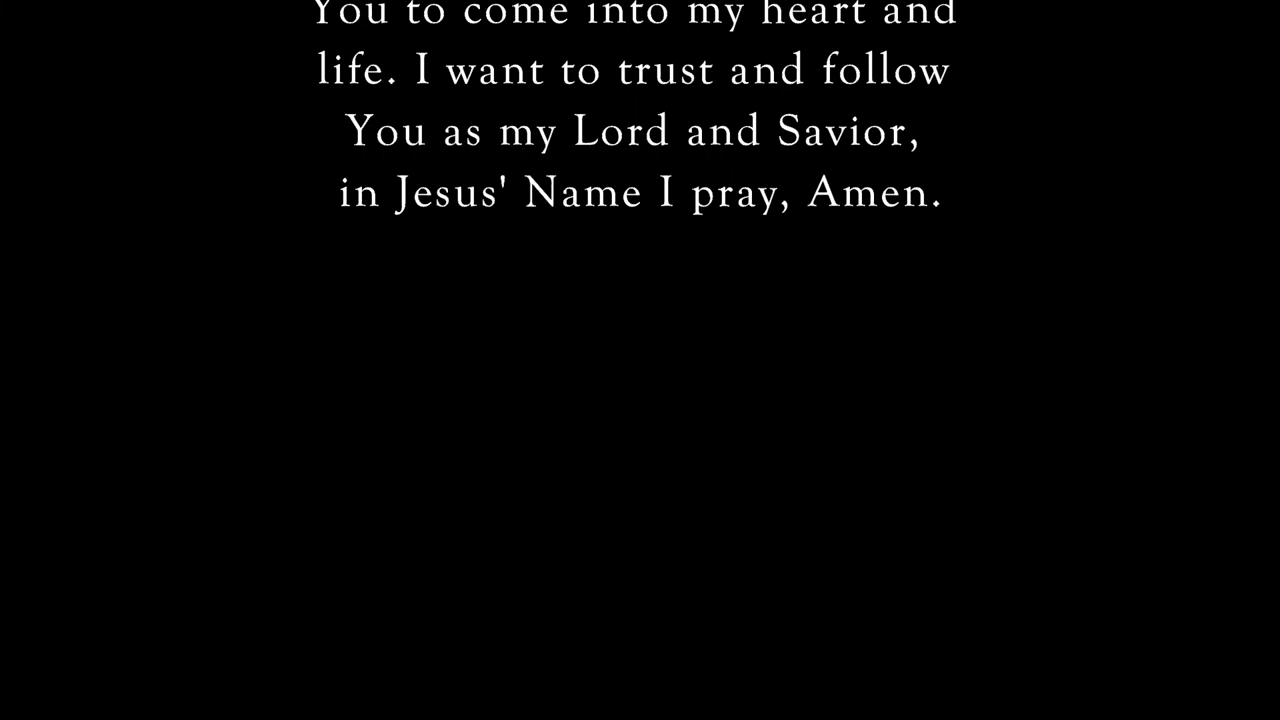 You to come into my heart and
life. I want to trust and follow
You as my Lord and Savior,
in Jesus' Name I pray, Amen.